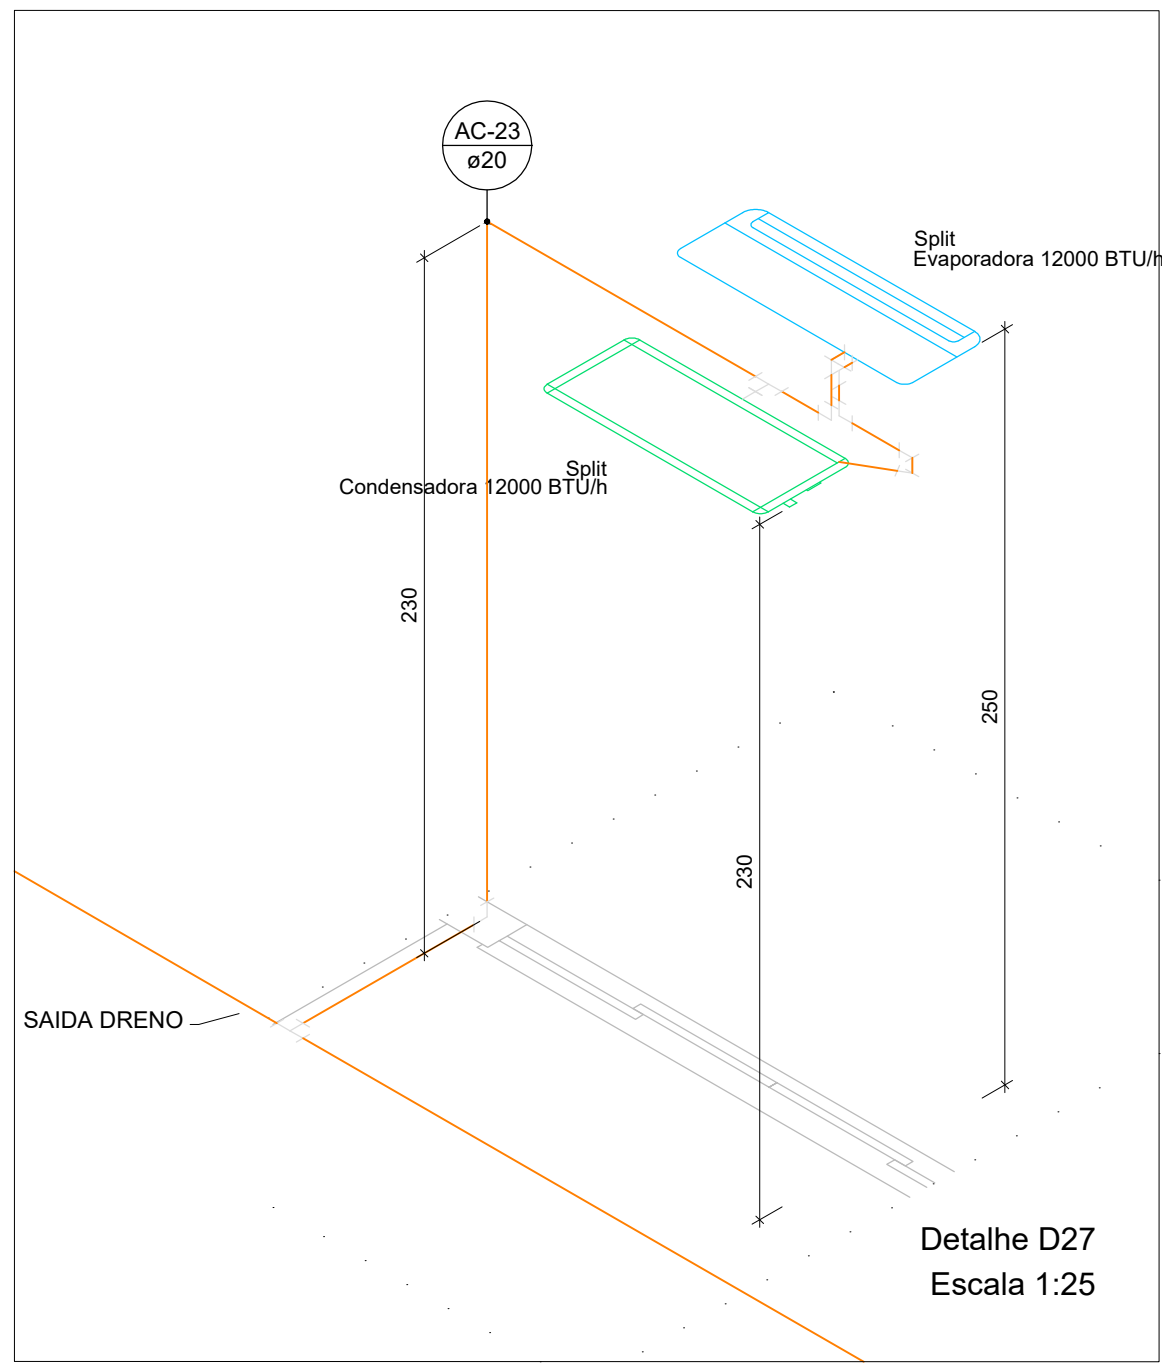 AC-23
ø20
Split
Evaporadora 12000 BTU/h
Split
Condensadora 12000 BTU/h
230
250
230
SAIDA DRENO
Detalhe D27
Escala 1:25